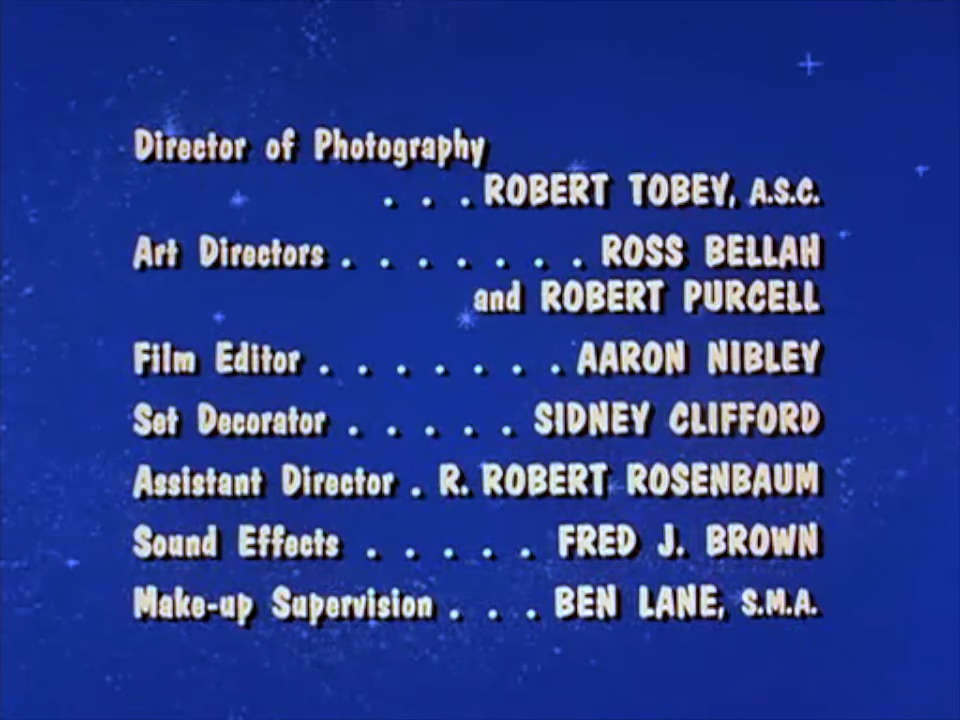 Director of Photography
. . . ROBERT TOBEY, A.S.C.
Art Directors . . . . . . . ROSS BELLAH
and ROBERT PURCELL
Film Editor . . . . . . . AARON NIBLEY
Set Decorator . . . . . SIDNEY CLIFFORD
Assistant Director . R. ROBERT ROSENBAUM
Sound Effects . . . . . FRED J. BROWN
Make-up Supervision . . . BEN LANE, S.M.A.